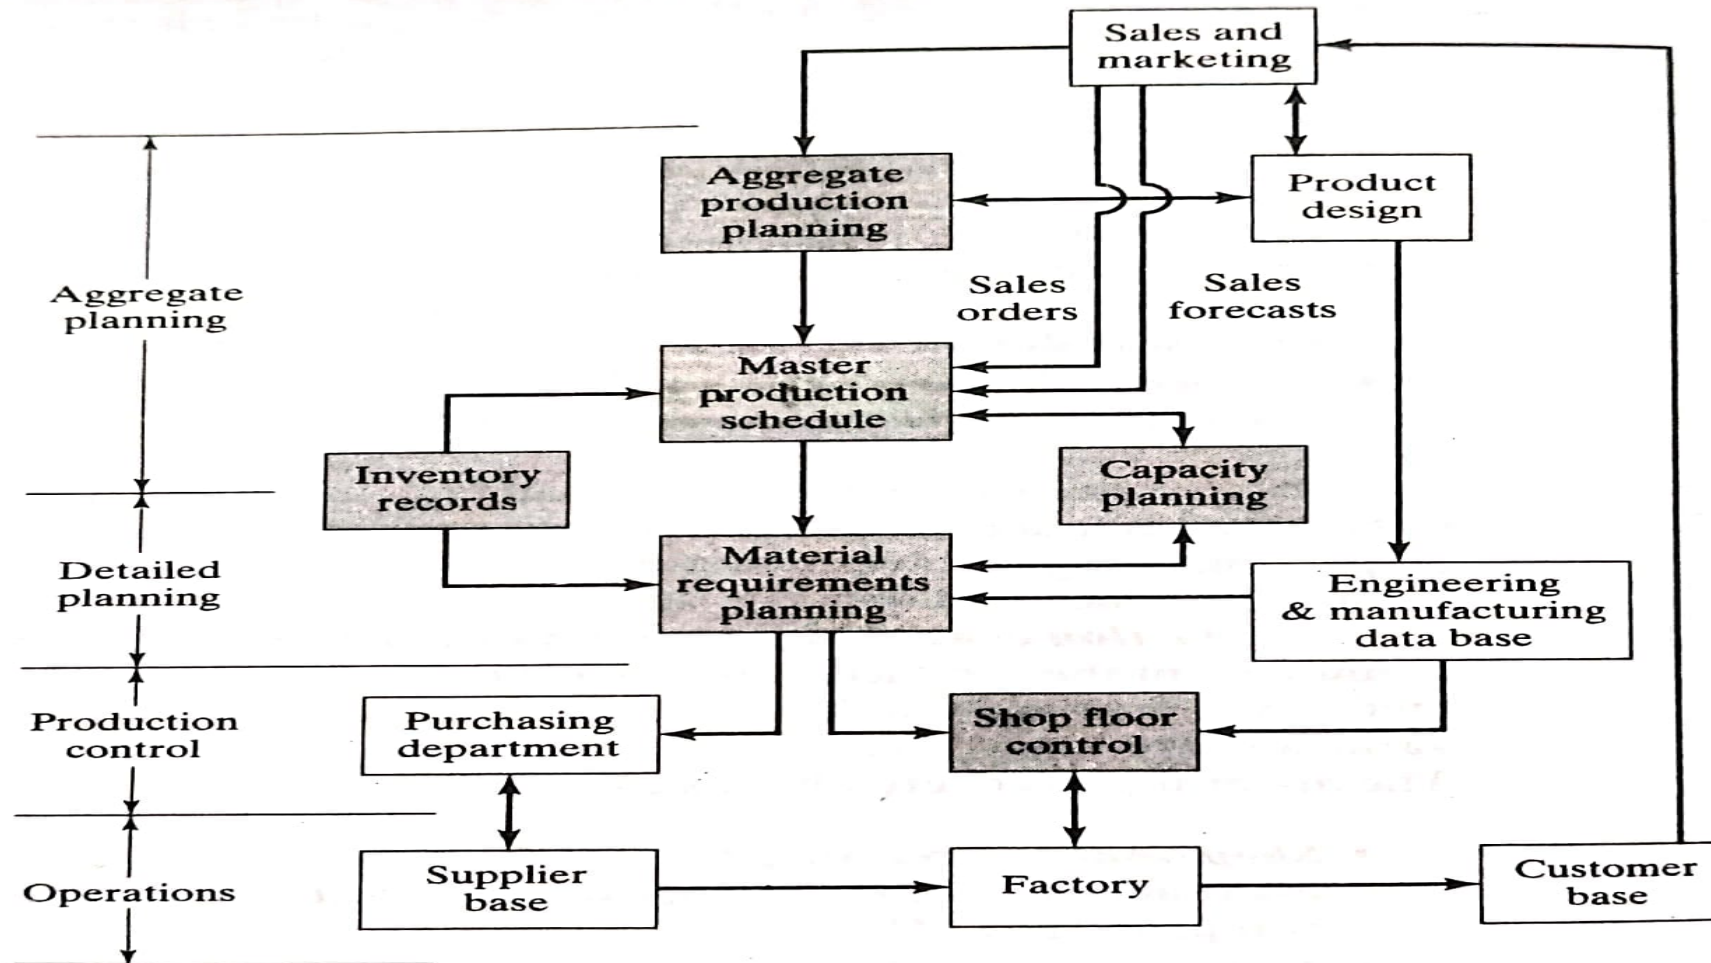 Sales and
marketing
Aggregate
production
planning
Product
design
Aggregate
planning
Sales
orders
Sales
forecasts
Master
production
schedule
Inventory
records
Capacity
planning
Detailed
planning
Material
requirements
planning
Engineering
& manufacturing
data base
Production
control
Purchasing
department
Shop floor
control
Operations
Supplier
base
Factory
Customer
base